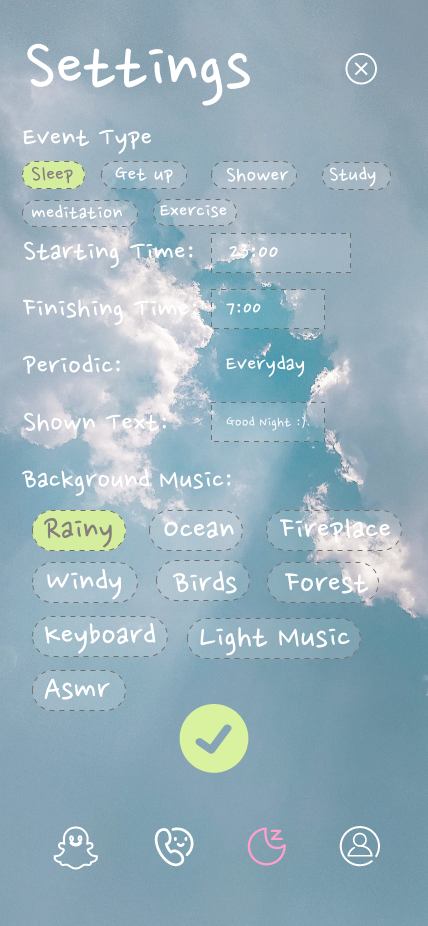 Settings
Event Type
Sleep Get up Shower Study
meditation Exercise
Starting Time: 23:00
Finishing Time: 7:00
Periodic: Everyday
Shown Text: Good Night :)
Background Music:
Rainy Ocean Fireplace
Windy Birds Forest
Keyboard Light Music
Asmr
z